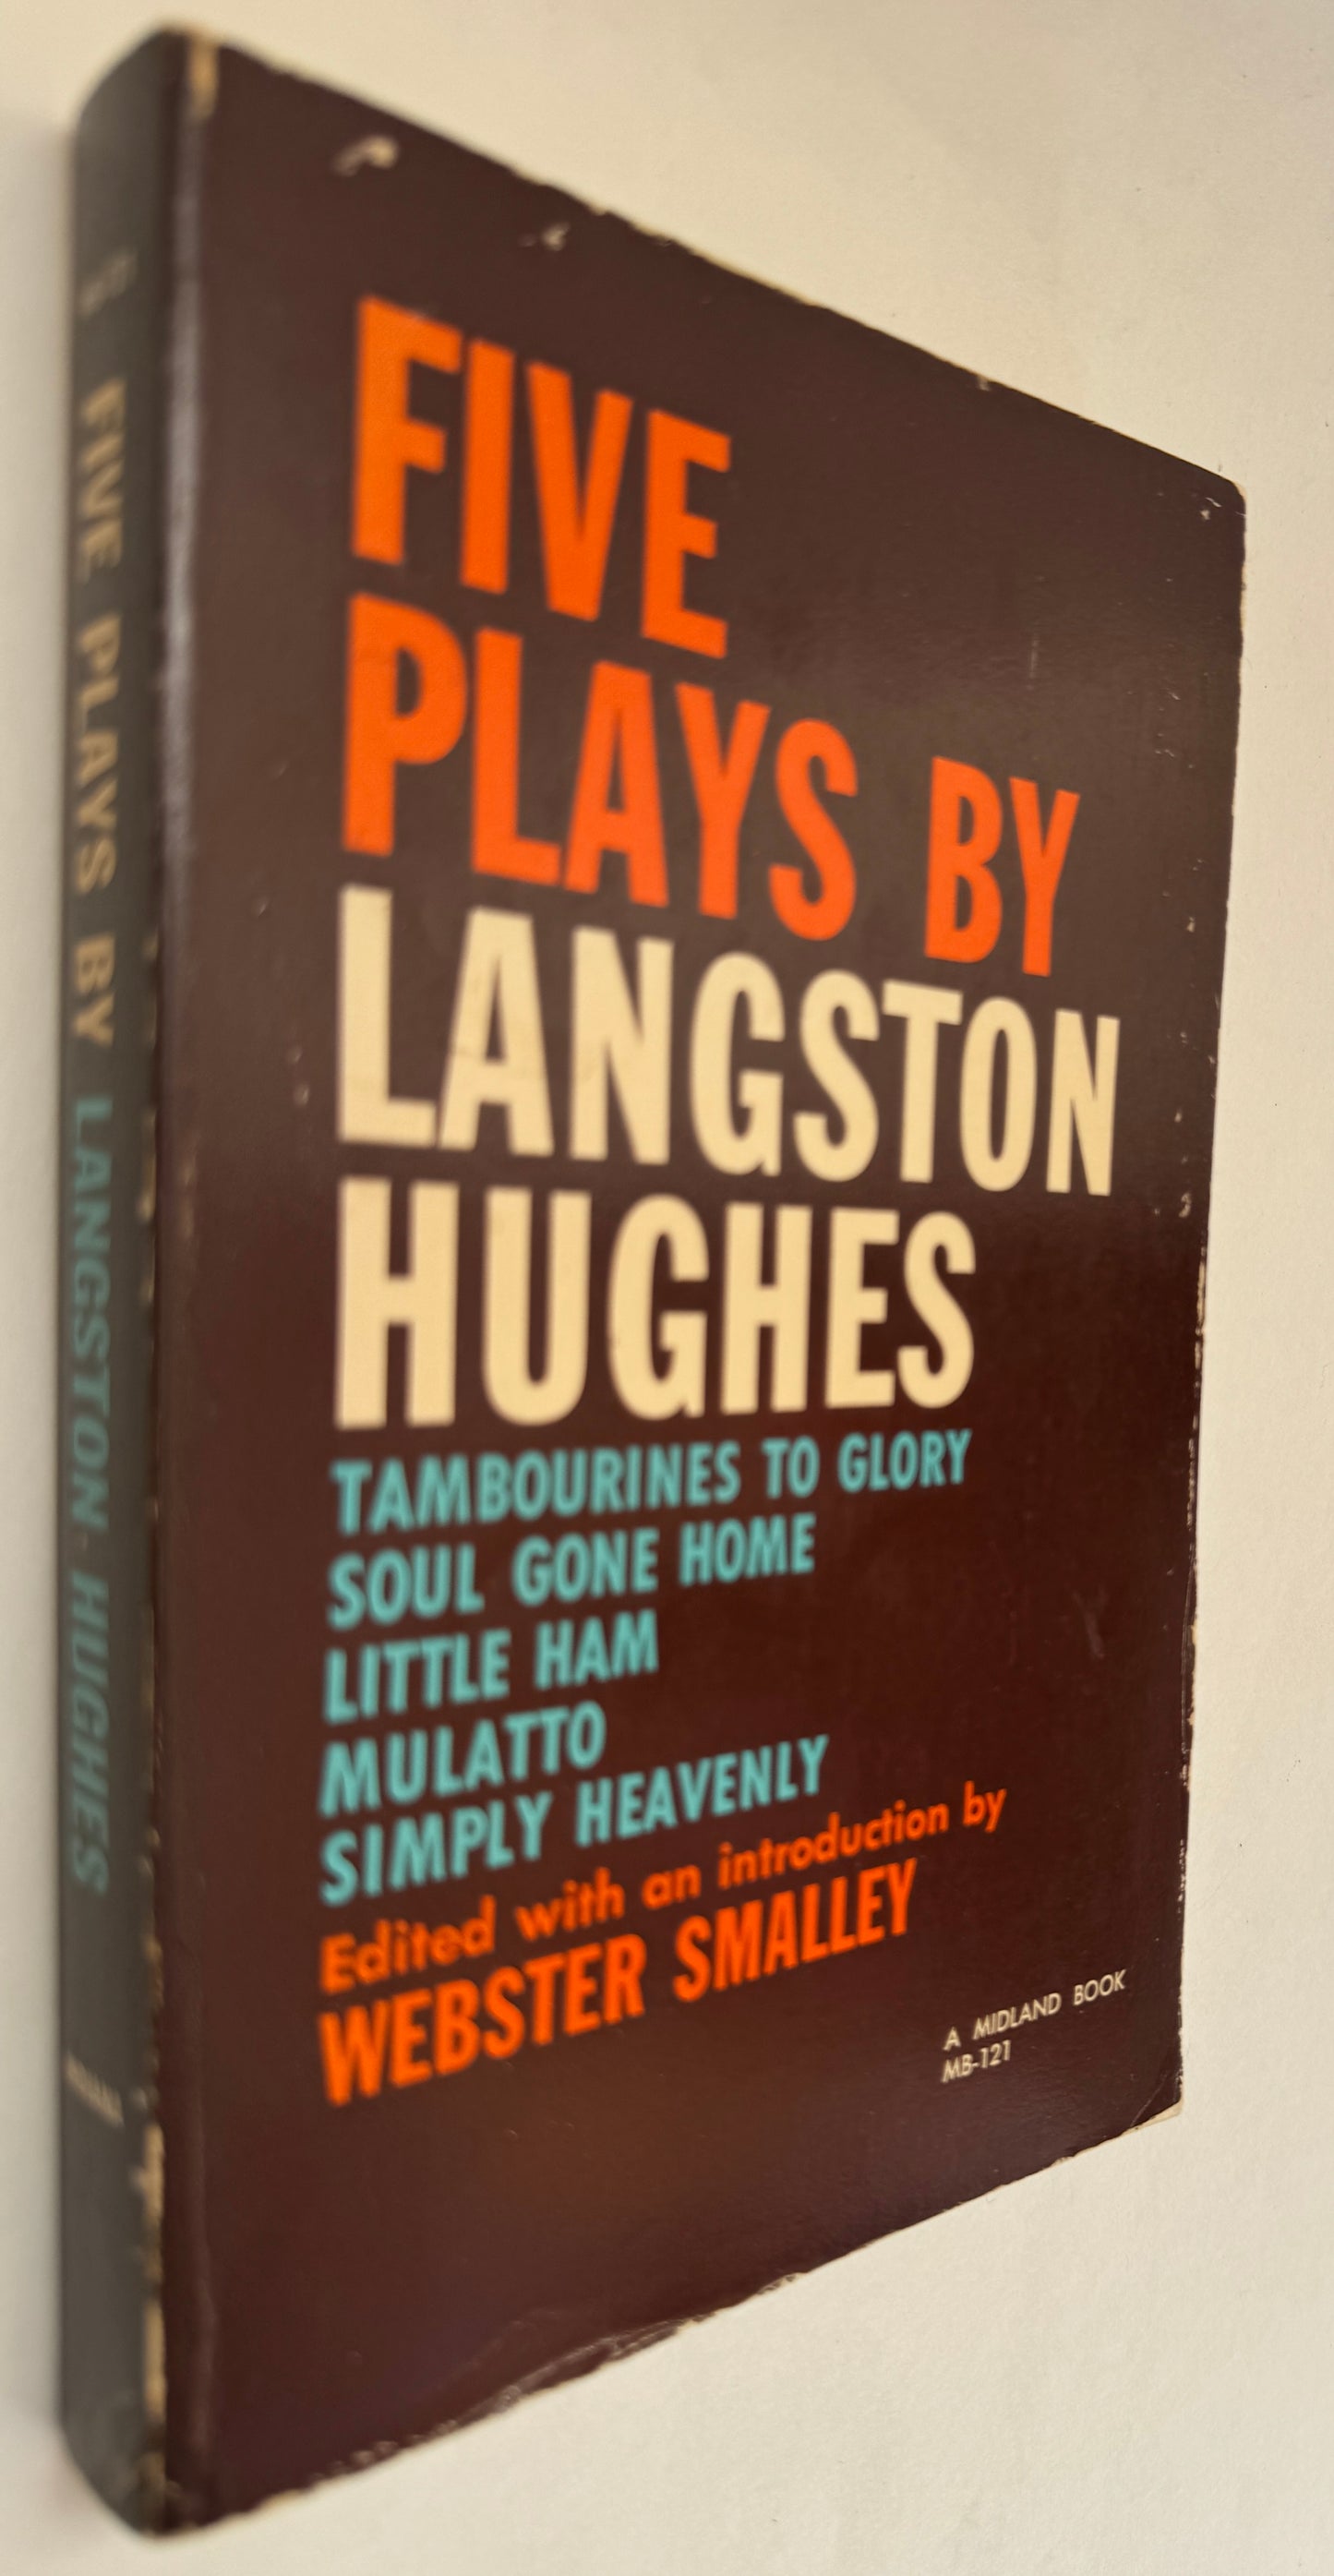 FIVE PLAYS BY LANGSTON HUGHES
FIVE
PLAYS BY
LANGSTON
HUGHES
TAMBOURINES TO GLORY
SOUL GONE HOME
LITTLE HAM
MULATTO
SIMPLY HEAVENLY
Edited with an introduction by
WEBSTER SMALLEY
A MIDLAND BOOK
MB-121